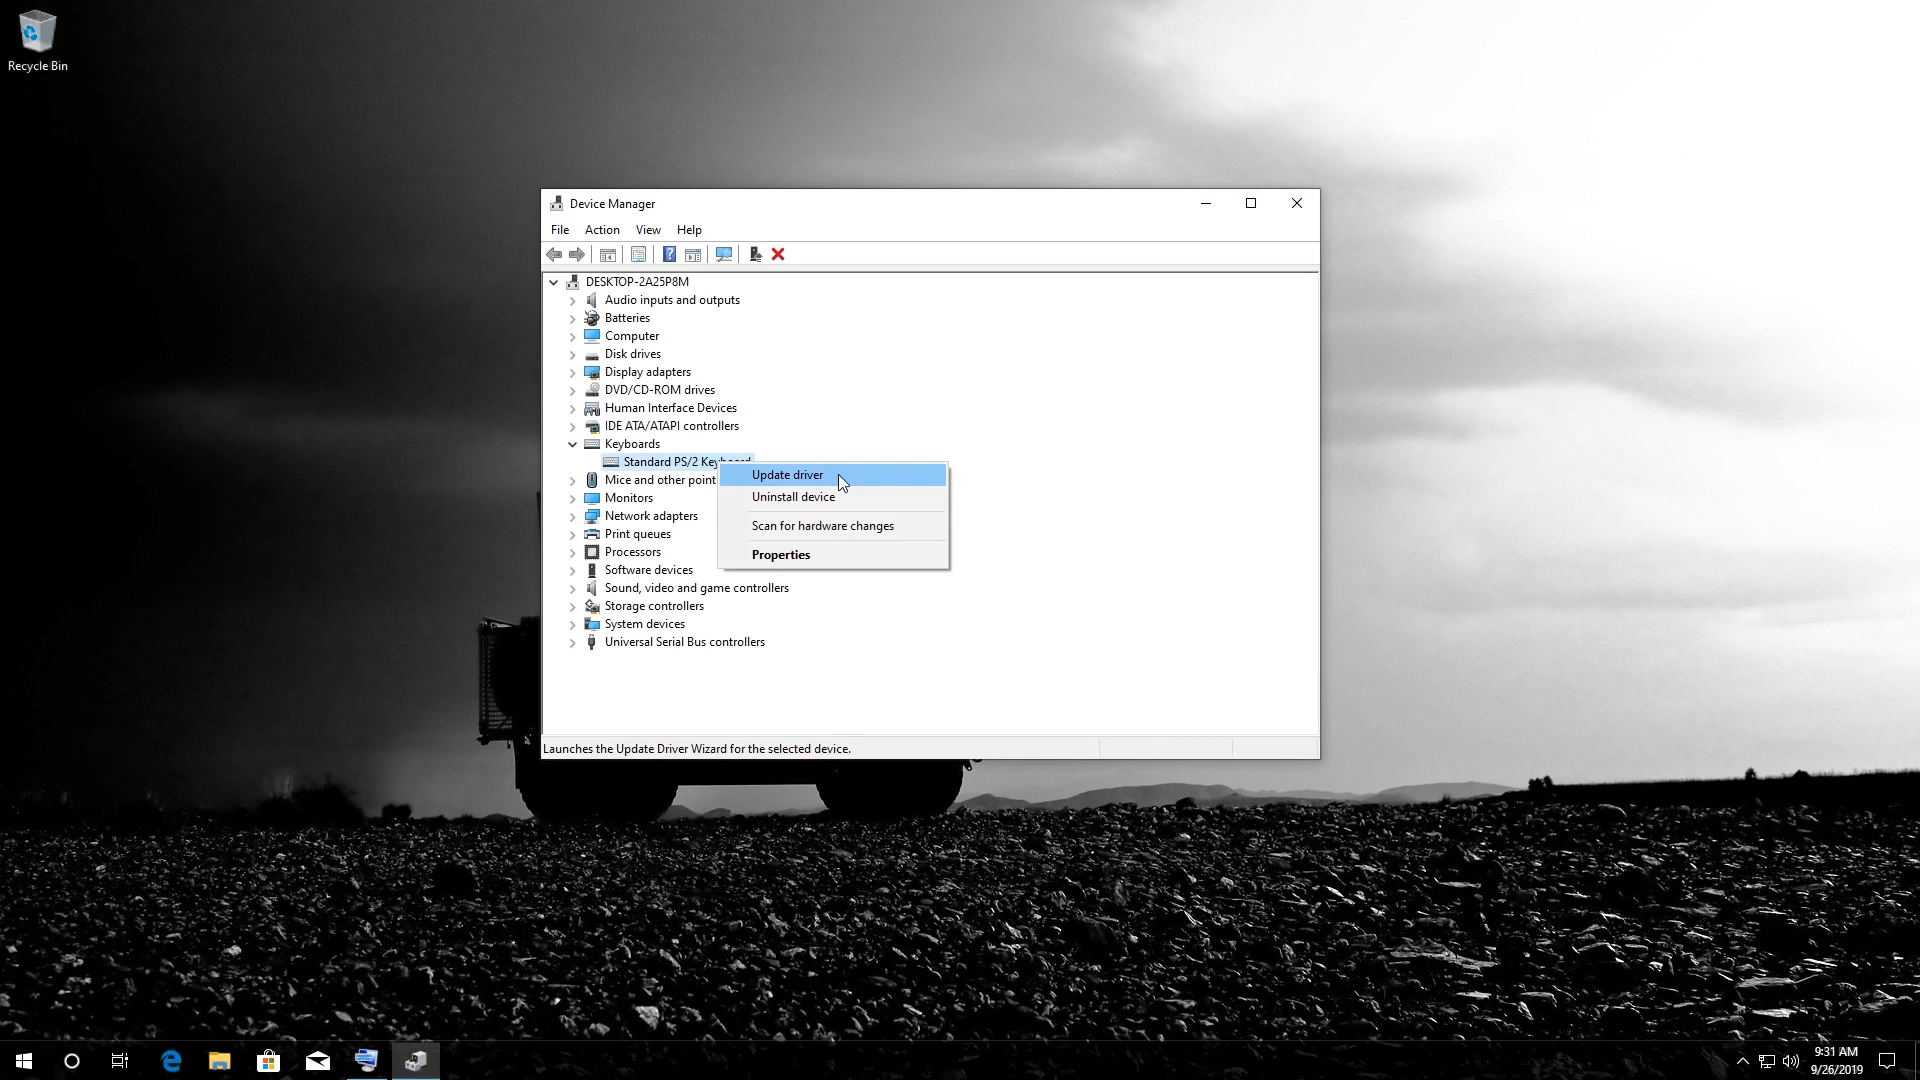 Recycle Bin
Device Manager
File Action View Help
DESKTOP-2A25P8M
Audio inputs and outputs
Batteries
Computer
Disk drives
Display adapters
DVD/CD-ROM drives
Human Interface Devices
IDE ATA/ATAPI controllers
Keyboards
Standard PS/2 Keyboard
Update driver
Mice and other point
Uninstall device
Monitors
Network adapters
Scan for hardware changes
Print queues
Processors
Properties
Software devices
Sound, video and game controllers
Storage controllers
System devices
Universal Serial Bus controllers
Launches the Update Driver Wizard for the selected device.
9:31 AM
9/26/2019